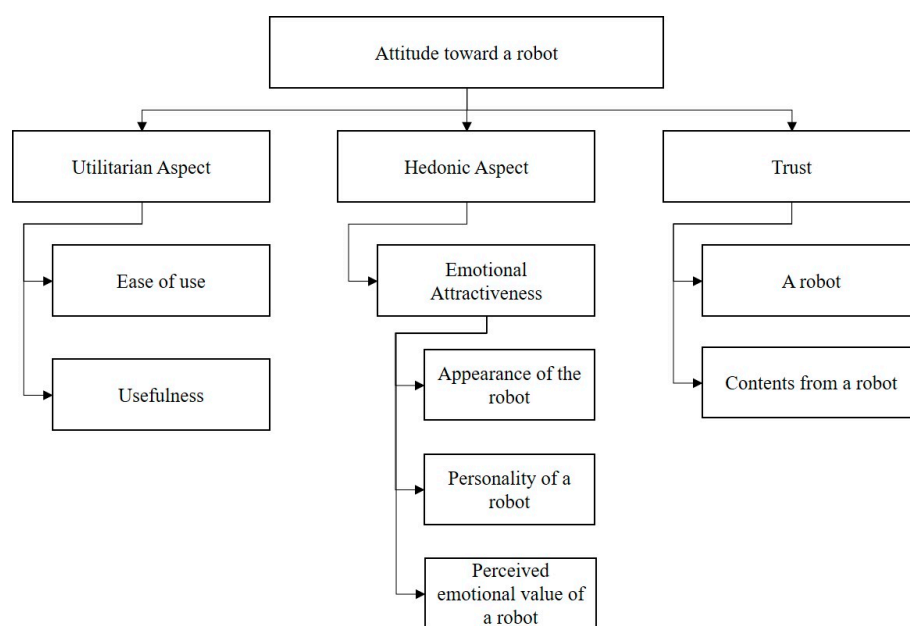 Attitude toward a robot
Utilitarian Aspect
Hedonic Aspect
Trust
Ease of use
Usefulness
Emotional
Attractiveness
Appearance of the
robot
Personality of a
robot
Perceived
emotional value of
a robot
A robot
Contents from a robot